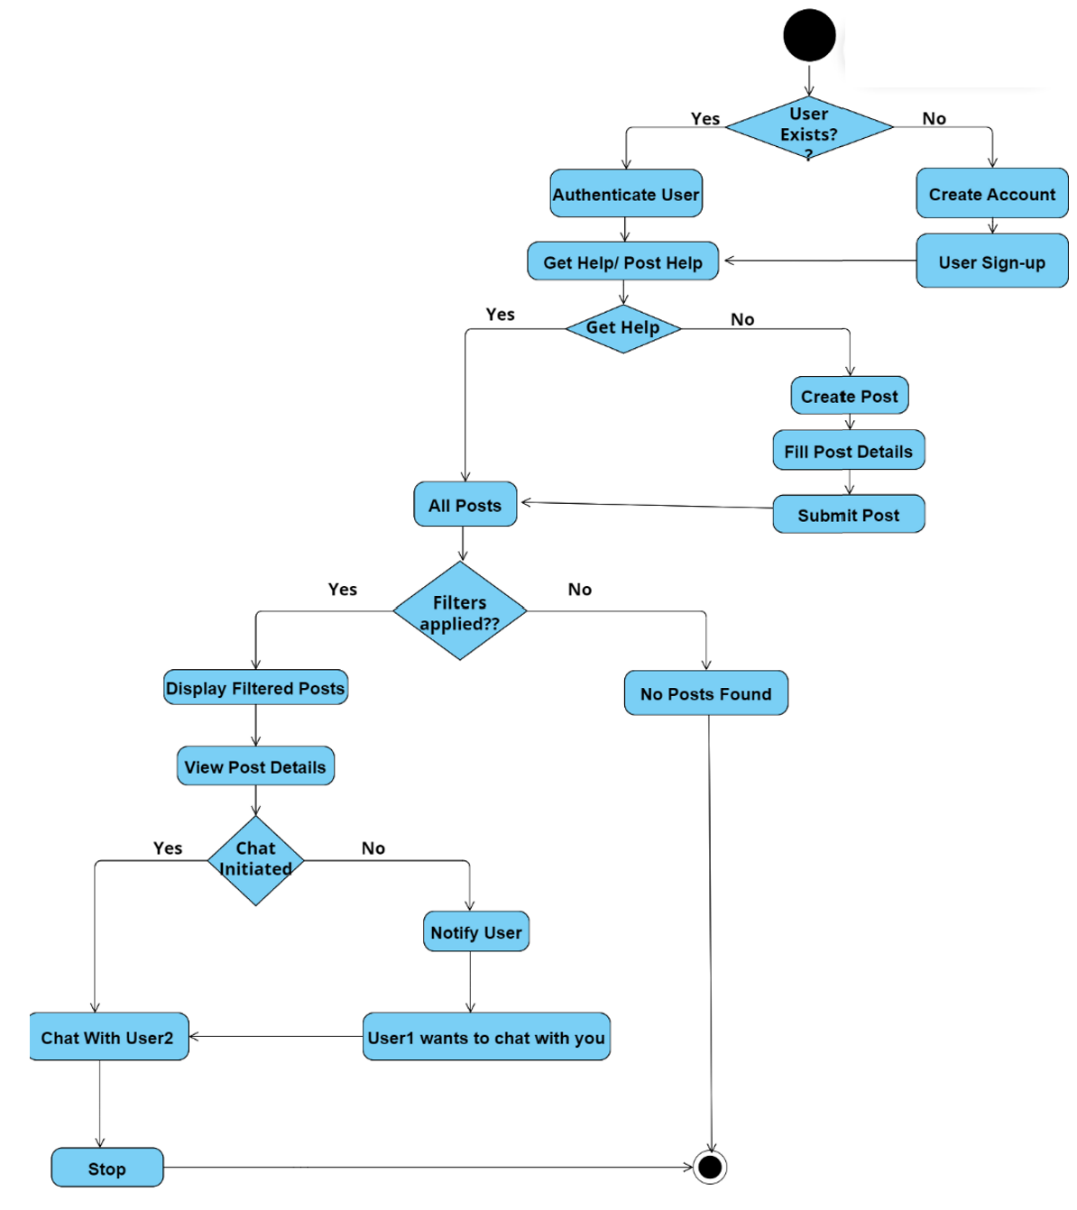 User
Exists?
?
Yes
No
Authenticate User
Create Account
Get Help/ Post Help
User Sign-up
Yes
Get Help
No
Create Post
Fill Post Details
All Posts
Submit Post
Yes
No
Filters
applied??
Display Filtered Posts
No Posts Found
View Post Details
Yes
Chat
Initiated
No
Notify User
Chat With User2
User1 wants to chat with you
Stop